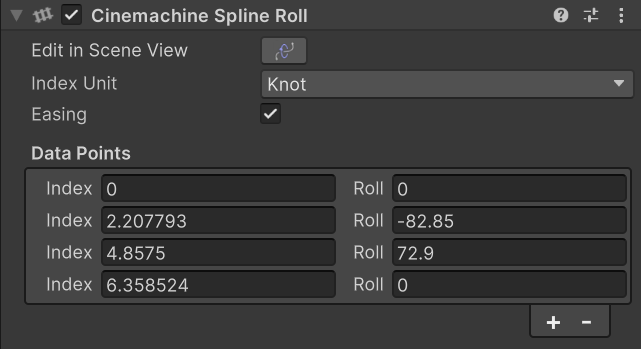 Cinemachine Spline Roll
Edit in Scene View
Index Unit Knot
Easing
Data Points
Index 0 Roll 0
Index 2.207793 Roll -82.85
Index 4.8575 Roll 72.9
Index 6.358524 Roll 0
+ -